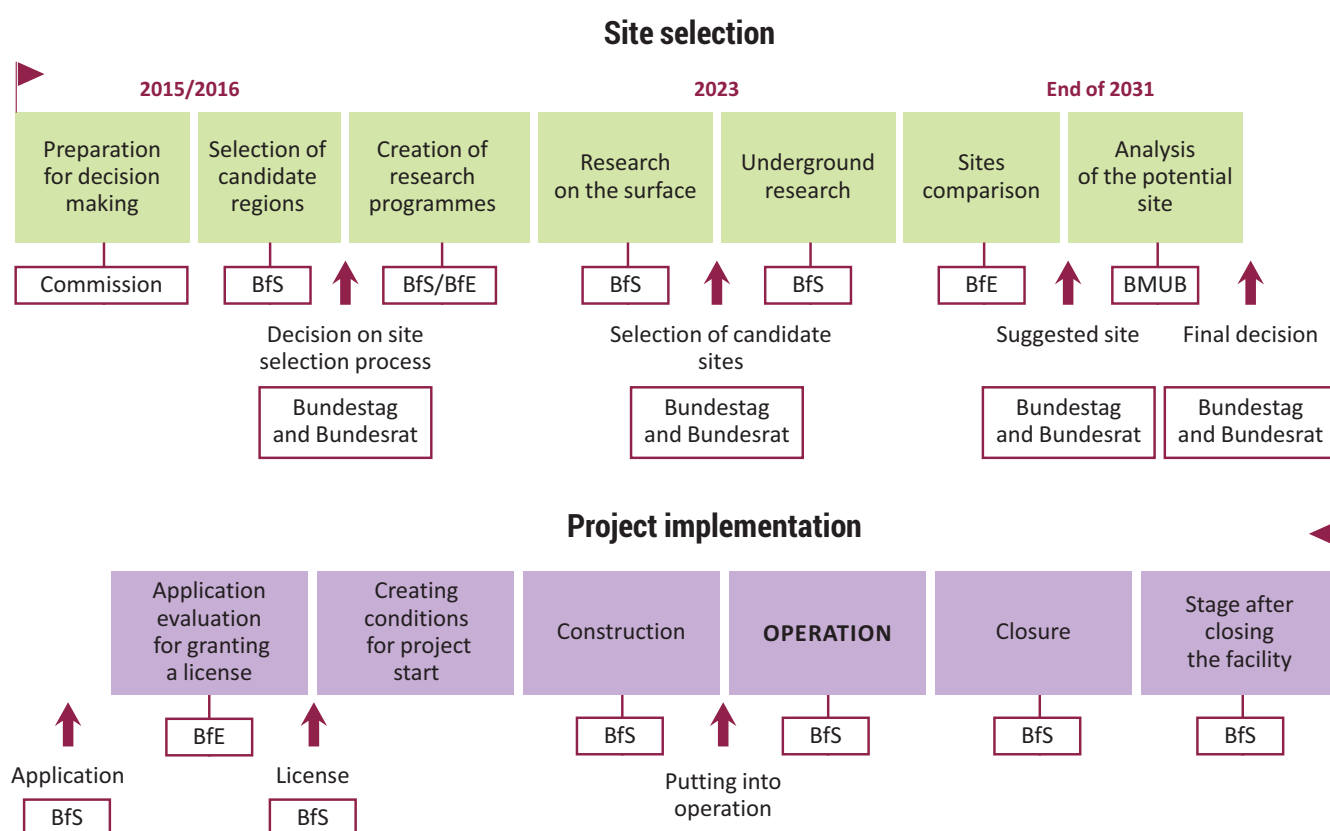 Site selection
2015/2016
2023
End of 2031
Preparation
for decision
making
Selection of
candidate
regions
Creation of
research
programmes
Research
on the surface
Underground
research
Sites
comparison
Analysis
of the potential
site
Commission
BfS
BfS/BfE
BfS
BfS
BfE
BMUB
Decision on site
selection process
Selection of candidate
sites
Suggested site
Final decision
Bundestag
and Bundesrat
Bundestag
and Bundesrat
Bundestag
and Bundesrat
Bundestag
and Bundesrat
Project implementation
Application
evaluation
for granting
a license
Creating
conditions
for project
start
Construction
OPERATION
Closure
Stage after
closing
the facility
BfE
BfS
BfS
BfS
BfS
Application
BfS
License
BfS
Putting into
operation